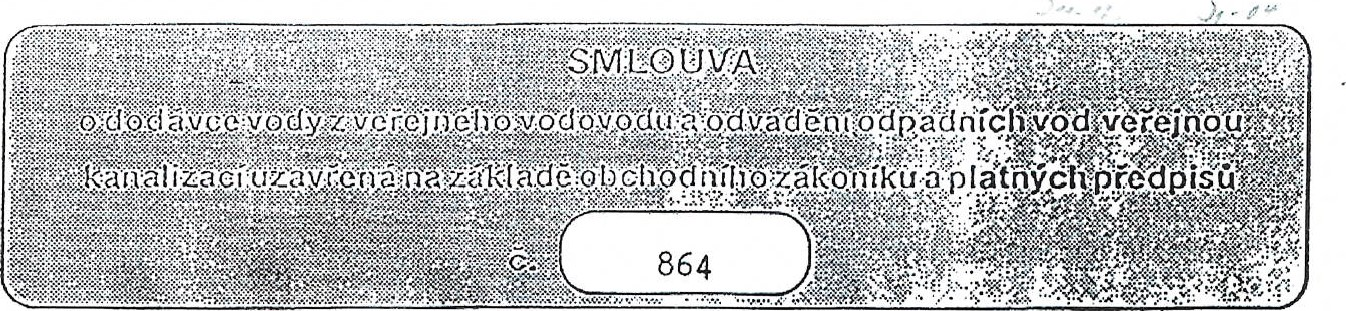 SMLOUVA
o dodávce vody z veřejného vodovodu a odvádění odpadních vod veřejnou
kanalizací uzavřená na základě obchodního zákoníku a platných předpisů
č. 864